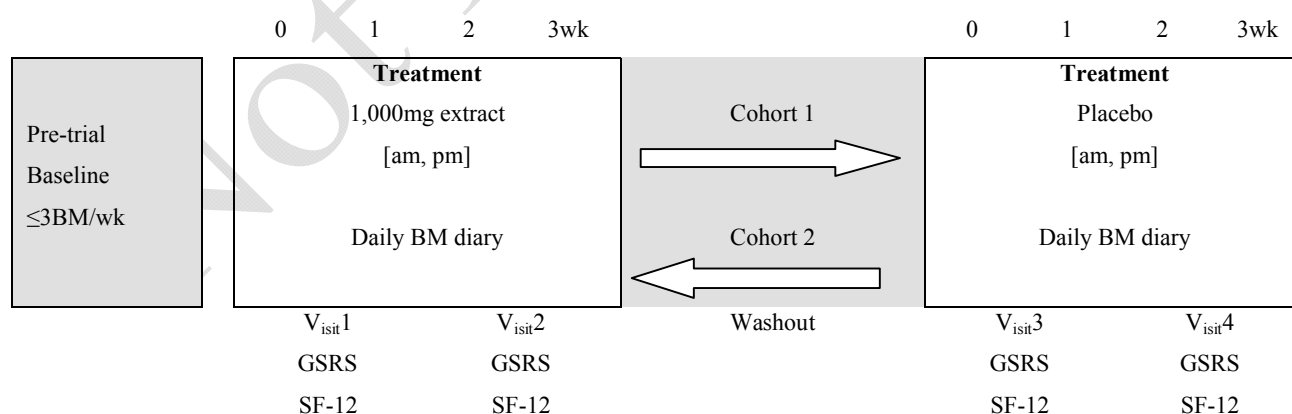 0 1 2 3wk 0 1 2 3wk
Pre-trial
Baseline
≤3BM/wk
Treatment
1,000mg extract
[am, pm]
Daily BM diary
Cohort 1
Cohort 2
Washout
Treatment
Placebo
[am, pm]
Daily BM diary
Visit1 Visit2 Visit3 Visit4
GSRS GSRS GSRS GSRS
SF-12 SF-12 SF-12 SF-12